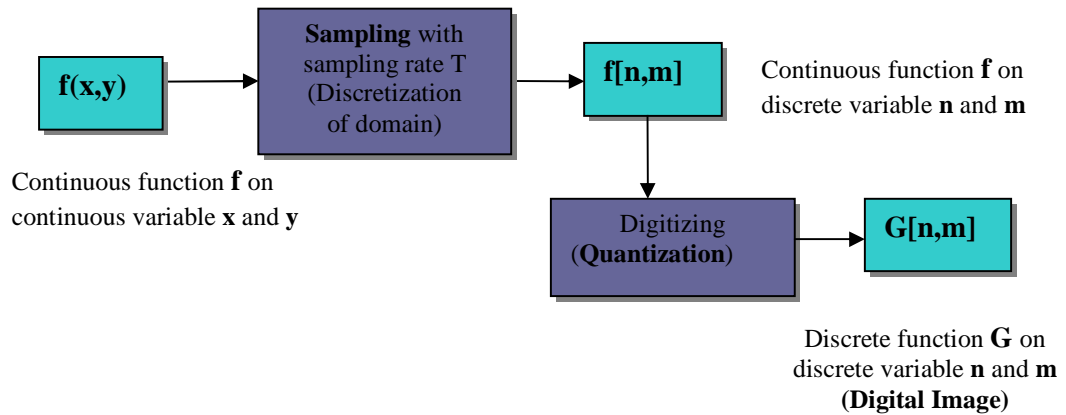 f(x,y)
Sampling with
sampling rate T
(Discretization
of domain)
f[n,m]
Continuous function f on
discrete variable n and m
Continuous function f on
continuous variable x and y
Digitizing
(Quantization)
G[n,m]
Discrete function G on
discrete variable n and m
(Digital Image)